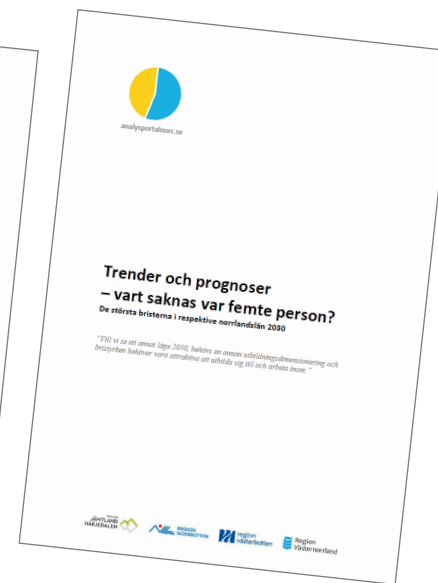 analysportalnorr.se
Trender och prognoser
– vart saknas var femte person?
De största bristerna i respektive norrlandslän 2030
"Vill vi se ett annat läge 2030, behövs en annan utbildningsdimensionering och
bristyrken behöver vara attraktiva att utbilda sig till och arbeta inom."
REGION
JÄMTLAND
HÄRJEDALEN
REGION
NORRBOTTEN
region
västerbotten
Region
Västernorrland